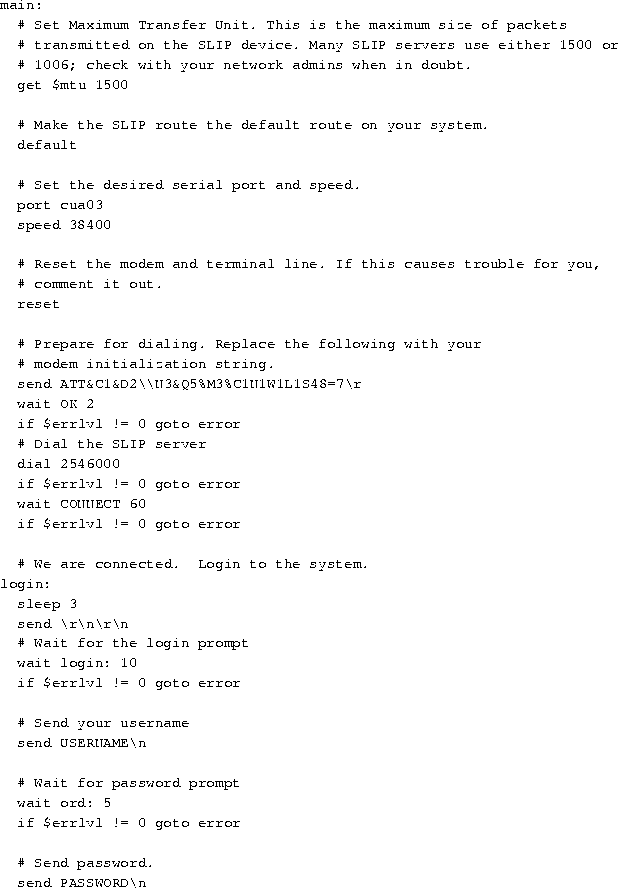 main:
# Set Maximum Transfer Unit. This is the maximum size of packets
# transmitted on the SLIP device. Many SLIP servers use either 1500 or
# 1006; check with your network admins when in doubt.
get $mtu 1500
# Make the SLIP route the default route on your system.
default
# Set the desired serial port and speed.
port cua03
speed 38400
# Reset the modem and terminal line. If this causes trouble for you,
# comment it out.
reset
# Prepare for dialing. Replace the following with your
# modem initialization string.
send ATT&C1&D2\\N3&Q5%M3%C1N1W1L1S48=7\r
wait OK 2
if $errlvl != 0 goto error
# Dial the SLIP server
dial 2546000
if $errlvl != 0 goto error
wait CONNECT 60
if $errlvl != 0 goto error
# We are connected.  Login to the system.
login:
sleep 3
send \r\n\r\n
# Wait for the login prompt
wait login: 10
if $errlvl != 0 goto error
# Send your username
send USERNAME\n
# Wait for password prompt
wait ord: 5
if $errlvl != 0 goto error
# Send password.
send PASSWORD\n